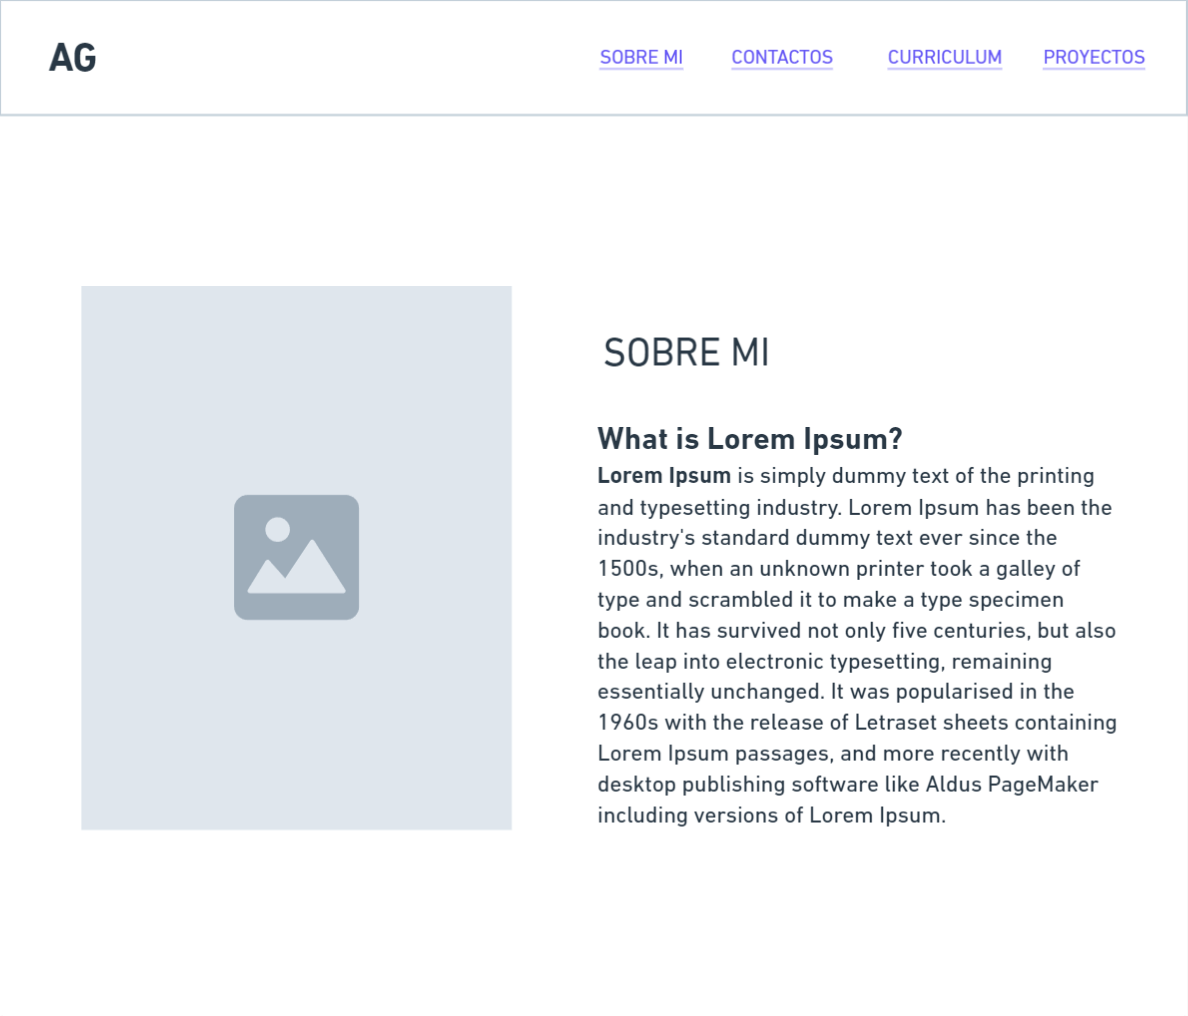 AG
SOBRE MI
CONTACTOS
CURRICULUM
PROYECTOS
SOBRE MI
What is Lorem Ipsum?
Lorem Ipsum is simply dummy text of the printing
and typesetting industry. Lorem Ipsum has been the
industry's standard dummy text ever since the
1500s, when an unknown printer took a galley of
type and scrambled it to make a type specimen
book. It has survived not only five centuries, but also
the leap into electronic typesetting, remaining
essentially unchanged. It was popularised in the
1960s with the release of Letraset sheets containing
Lorem Ipsum passages, and more recently with
desktop publishing software like Aldus PageMaker
including versions of Lorem Ipsum.